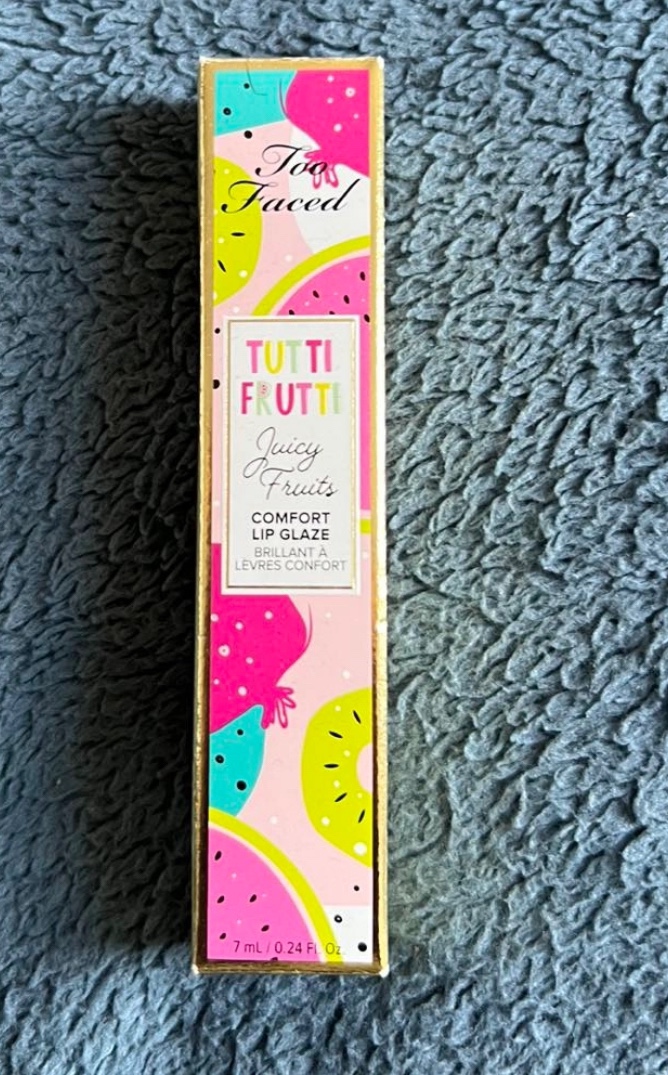 Too
Faced
TUTTI
FRUTTI
Juicy
Fruits
COMFORT
LIP GLAZE
BRILLANT À
LÈVRES CONFORT
7 mL / 0.24 Fl. Oz.